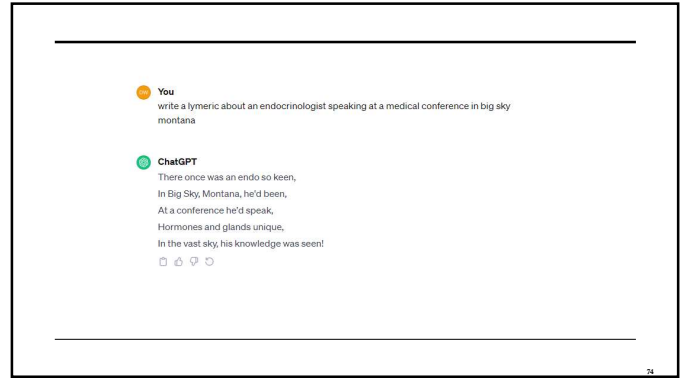 You
write a lymeric about an endocrinologist speaking at a medical conference in big sky
montana
ChatGPT
There once was an endo so keen,
In Big Sky, Montana, he'd been,
At a conference he'd speak,
Hormones and glands unique,
In the vast sky, his knowledge was seen!
74